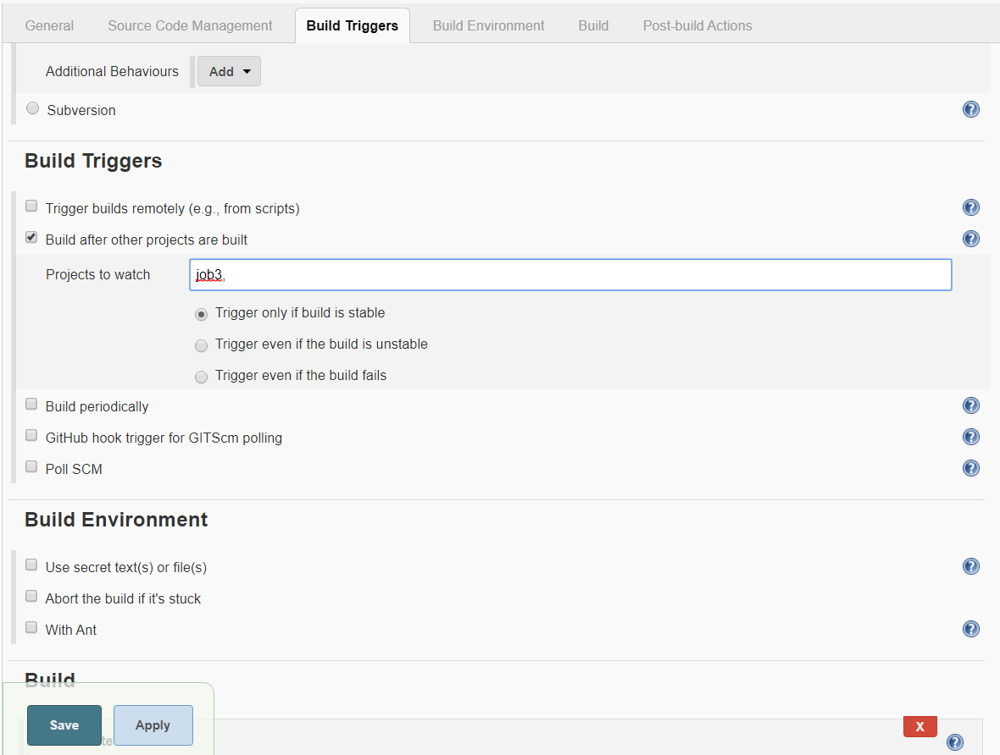 General Source Code Management Build Triggers Build Environment Build Post-build Actions
Additional Behaviours Add
Subversion
Build Triggers
Trigger builds remotely (e.g., from scripts)
Build after other projects are built
Projects to watch job3,
Trigger only if build is stable
Trigger even if the build is unstable
Trigger even if the build fails
Build periodically
GitHub hook trigger for GITScm polling
Poll SCM
Build Environment
Use secret text(s) or file(s)
Abort the build if it's stuck
With Ant
Build
Save Apply X